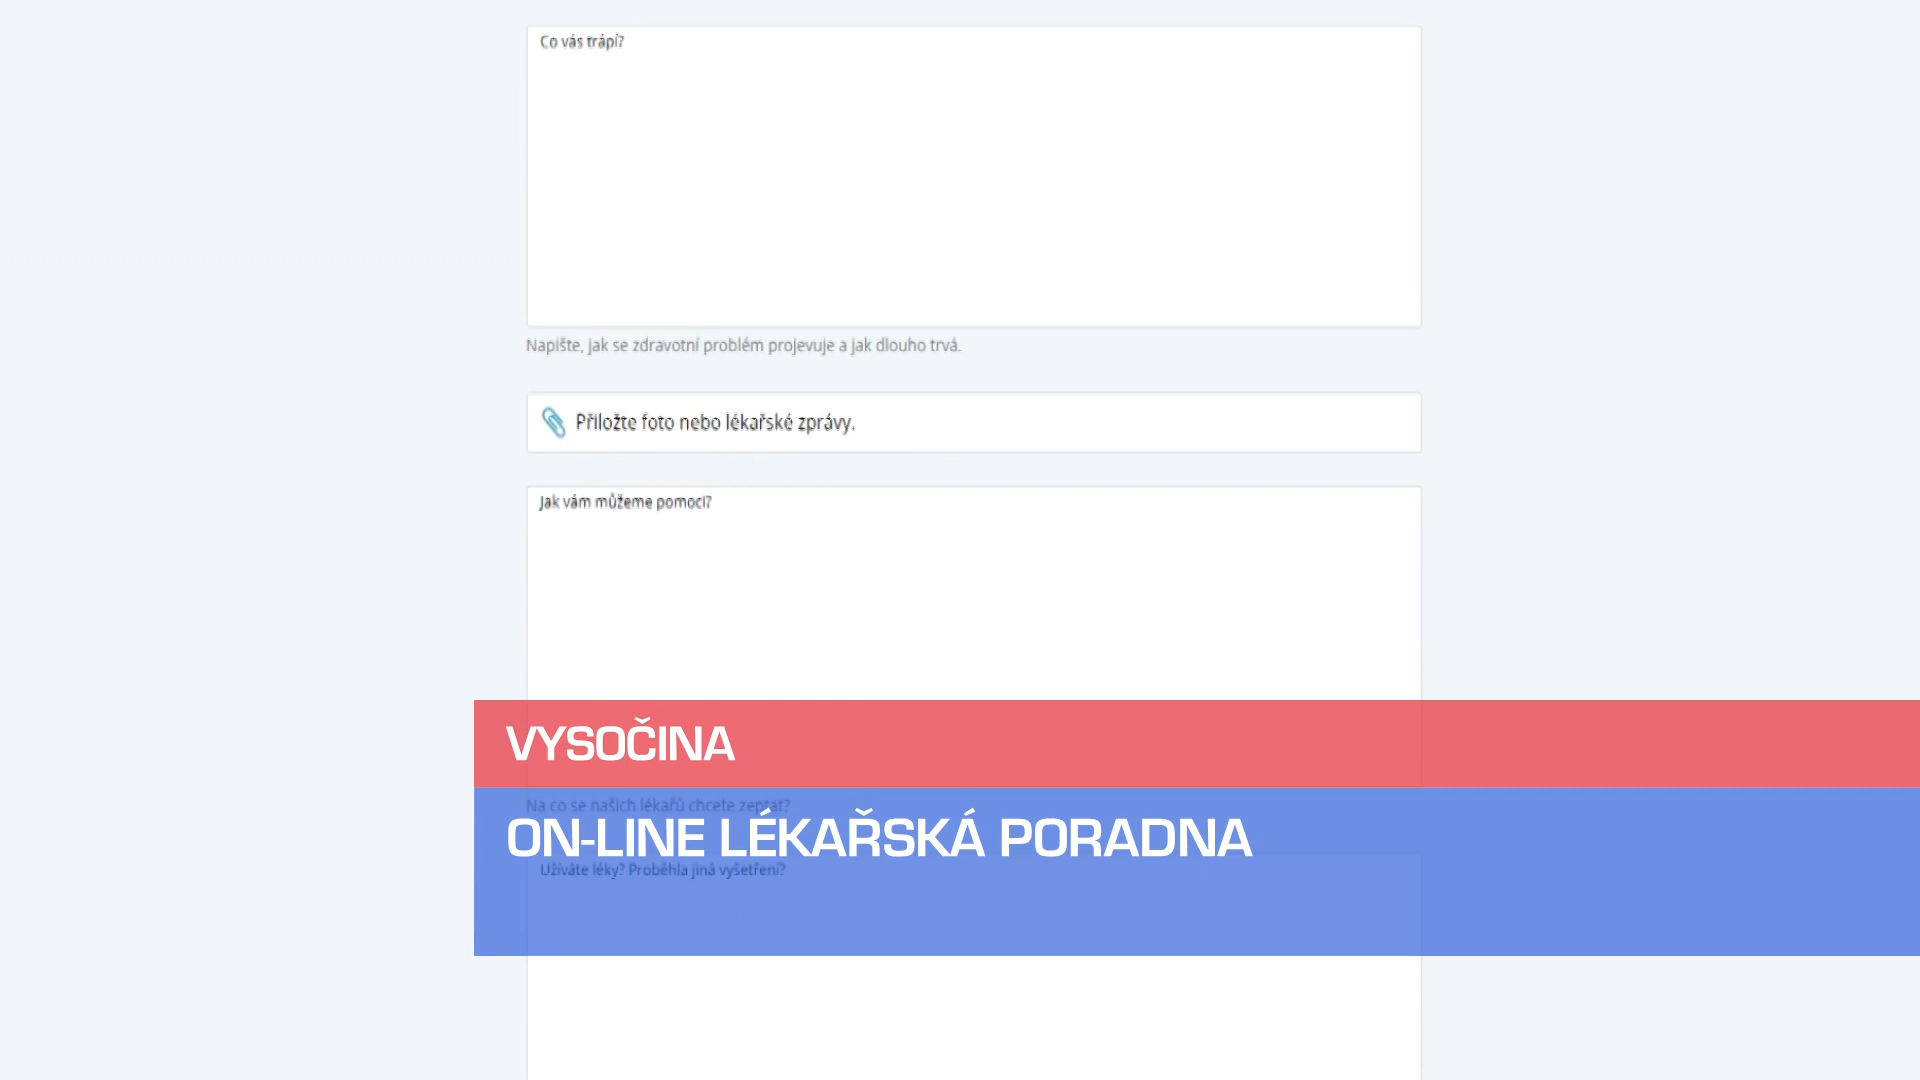 Co vás trápí?
Napište, jak se zdravotní problém projevuje a jak dlouho trvá.
Přiložte foto nebo lékařské zprávy.
Jak vám můžeme pomoci?
VYSOČINA
Na co se našich lékařů chcete zeptat?
ON-LINE LÉKAŘSKÁ PORADNA
Užíváte léky? Proběhla jiná vyšetření?